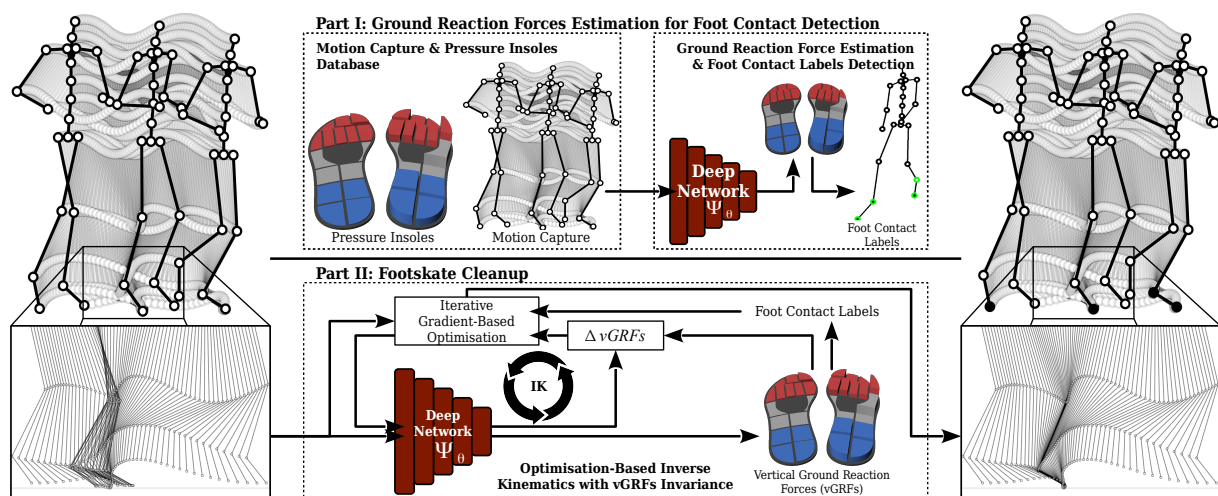 Part I: Ground Reaction Forces Estimation for Foot Contact Detection
Motion Capture & Pressure Insoles
Database
Pressure Insoles
Motion Capture
Ground Reaction Force Estimation
& Foot Contact Labels Detection
Deep
Network
Ψθ
Foot Contact
Labels
Part II: Footskate Cleanup
Iterative
Gradient-Based
Optimisation
Δ vGRFs
Foot Contact Labels
IK
Deep
Network
Ψθ
Optimisation-Based Inverse
Kinematics with vGRFs Invariance
Vertical Ground Reaction
Forces (vGRFs)